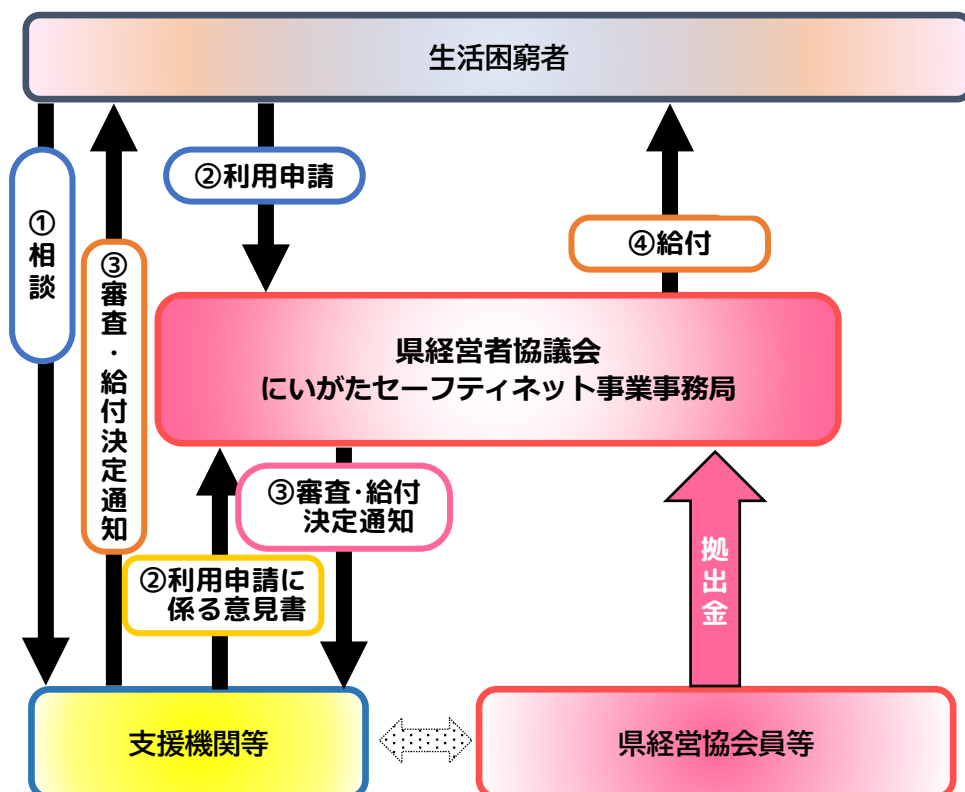 生活困窮者
①相談
③審査・給付決定通知
②利用申請
④給付
県経営者協議会
にいがたセーフティネット事業事務局
③審査・給付
決定通知
②利用申請に
係る意見書
拠出金
支援機関等
県経営協会員等